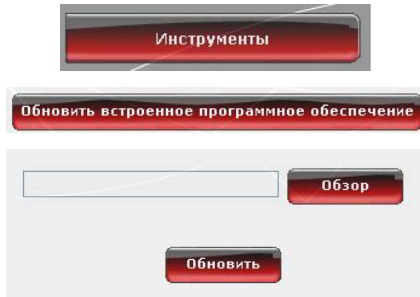 Инструменты
Обновить встроенное программное обеспечение
Обзор
Обновить